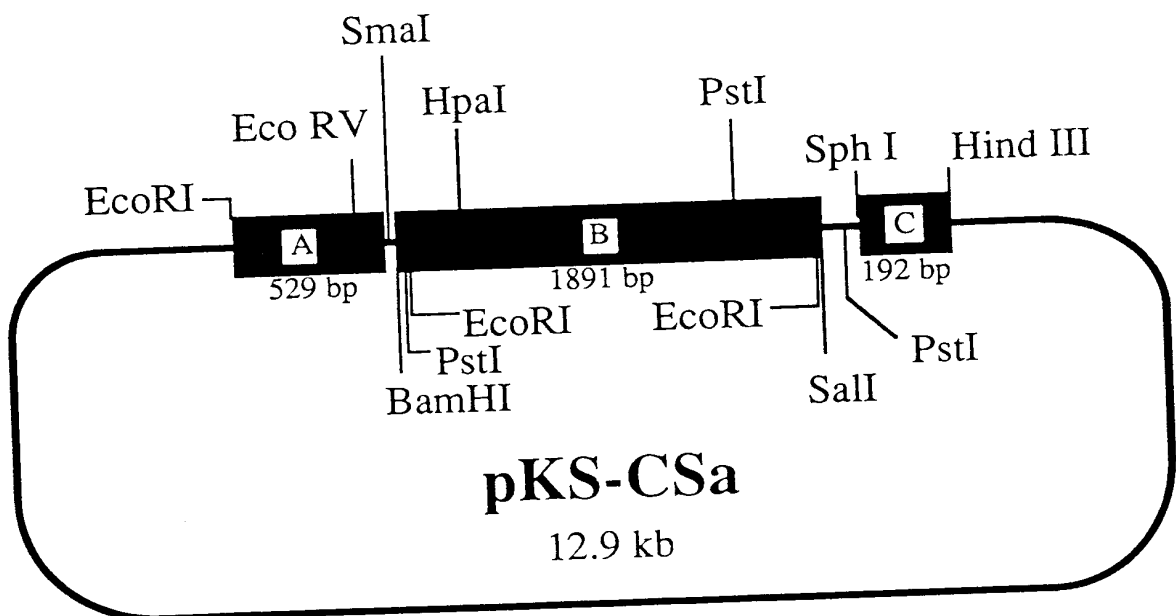 SmaI
HpaI
PstI
Eco RV
Sph I
Hind III
EcoRI
A
B
C
529 bp
1891 bp
192 bp
EcoRI
EcoRI
PstI
PstI
BamHI
SalI
pKS-CSa
12.9 kb